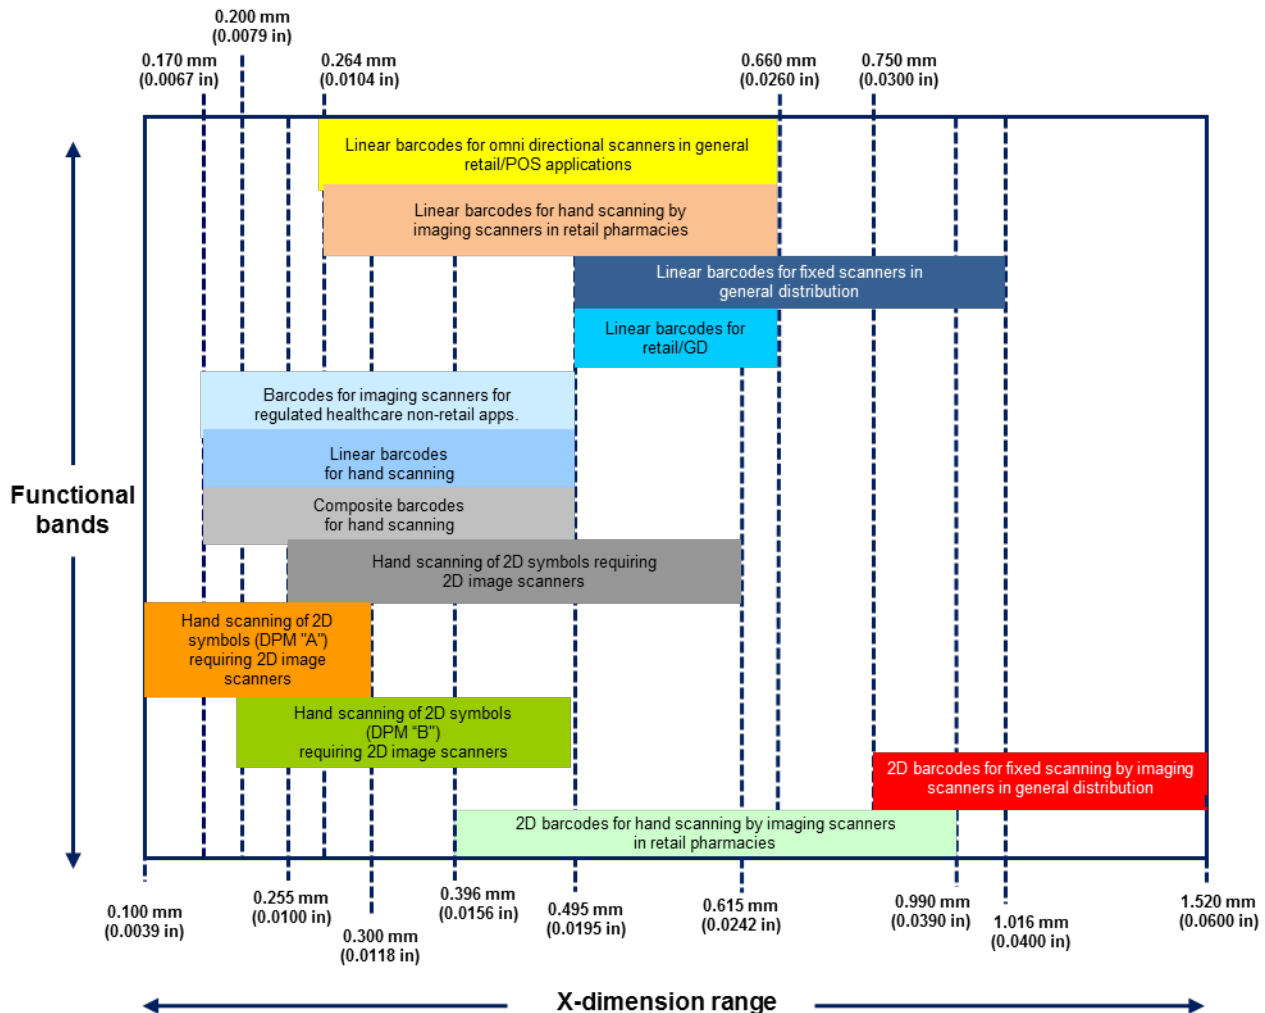 0.200 mm
(0.0079 in)
0.170 mm
(0.0067 in)
0.264 mm
(0.0104 in)
0.660 mm
(0.0260 in)
0.750 mm
(0.0300 in)
Linear barcodes for omni directional scanners in general
retail/POS applications
Linear barcodes for hand scanning by
imaging scanners in retail pharmacies
Linear barcodes for fixed scanners in
general distribution
Linear barcodes for
retail/GD
Barcodes for imaging scanners for
regulated healthcare non-retail apps.
Linear barcodes
for hand scanning
Functional
bands
Composite barcodes
for hand scanning
Hand scanning of 2D symbols requiring
2D image scanners
Hand scanning of 2D
symbols (DPM "A")
requiring 2D image
scanners
Hand scanning of 2D symbols
(DPM “B”)
requiring 2D image scanners
2D barcodes for fixed scanning by imaging
scanners in general distribution
2D barcodes for hand scanning by imaging scanners
in retail pharmacies
0.100 mm
(0.0039 in)
0.255 mm
(0.0100 in)
0.300 mm
(0.0118 in)
0.396 mm
(0.0156 in)
0.495 mm
(0.0195 in)
0.615 mm
(0.0242 in)
0.990 mm
(0.0390 in)
1.016 mm
(0.0400 in)
1.520 mm
(0.0600 in)
X-dimension range